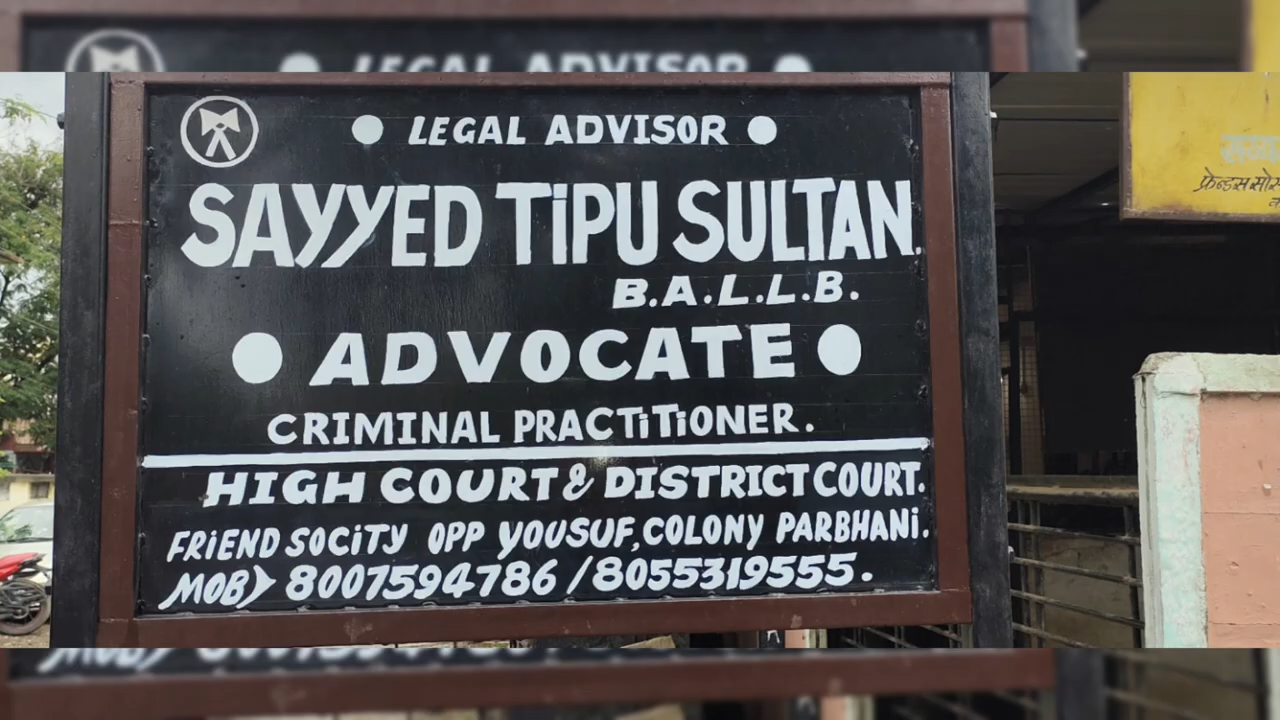 LEGAL ADVISOR
SAYYED TiPU SULTAN.
B.A.L.L.B.
ADVOCATE
CRIMINAL PRACTiTiONER.
HIGH COURT & DISTRICT COURT.
FRiEND SOCiTY OPP YOUSUF, COLONY PARBHANi.
MOB> 8007594786 / 8055319555.
फ्रेन्डस